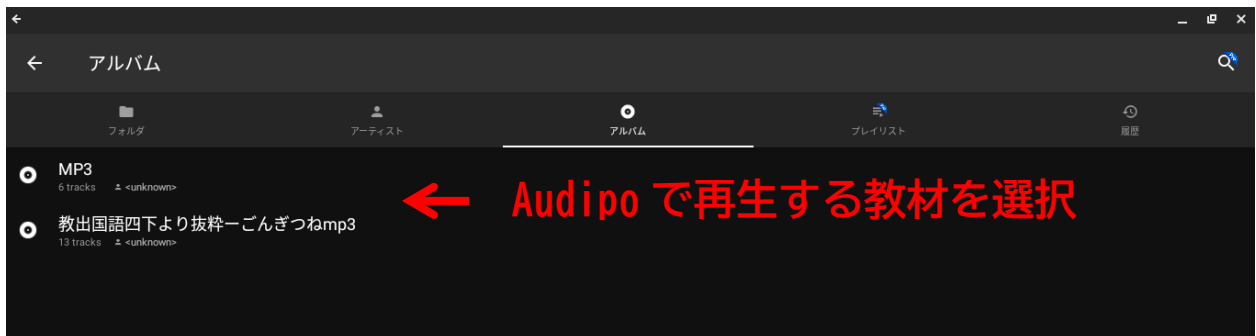 アルバム
フォルダ
アーティスト
アルバム
プレイリスト
履歴
MP3
6 tracks <unknown>
← Audipo で再生する教材を選択
教出国語四下より抜粋ーごんぎつねmp3
13 tracks <unknown>